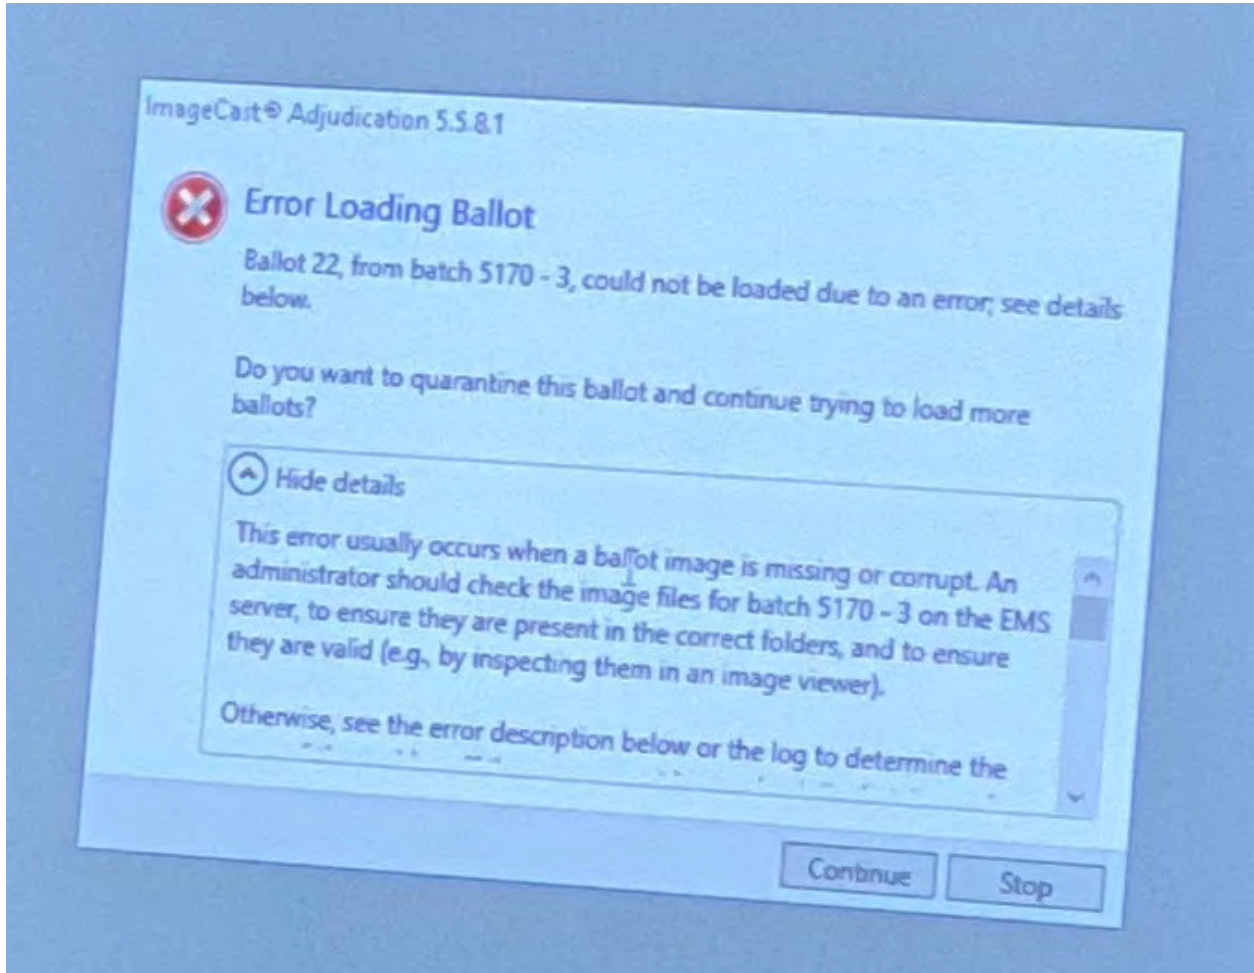 ImageCast® Adjudication 5.5.8.1
Error Loading Ballot
Ballot 22, from batch 5170 - 3, could not be loaded due to an error; see details
below.
Do you want to quarantine this ballot and continue trying to load more
ballots?
Hide details
This error usually occurs when a ballot image is missing or corrupt. An
administrator should check the image files for batch 5170 - 3 on the EMS
server, to ensure they are present in the correct folders, and to ensure
they are valid (e.g., by inspecting them in an image viewer).
Otherwise, see the error description below or the log to determine the
Continue
Stop